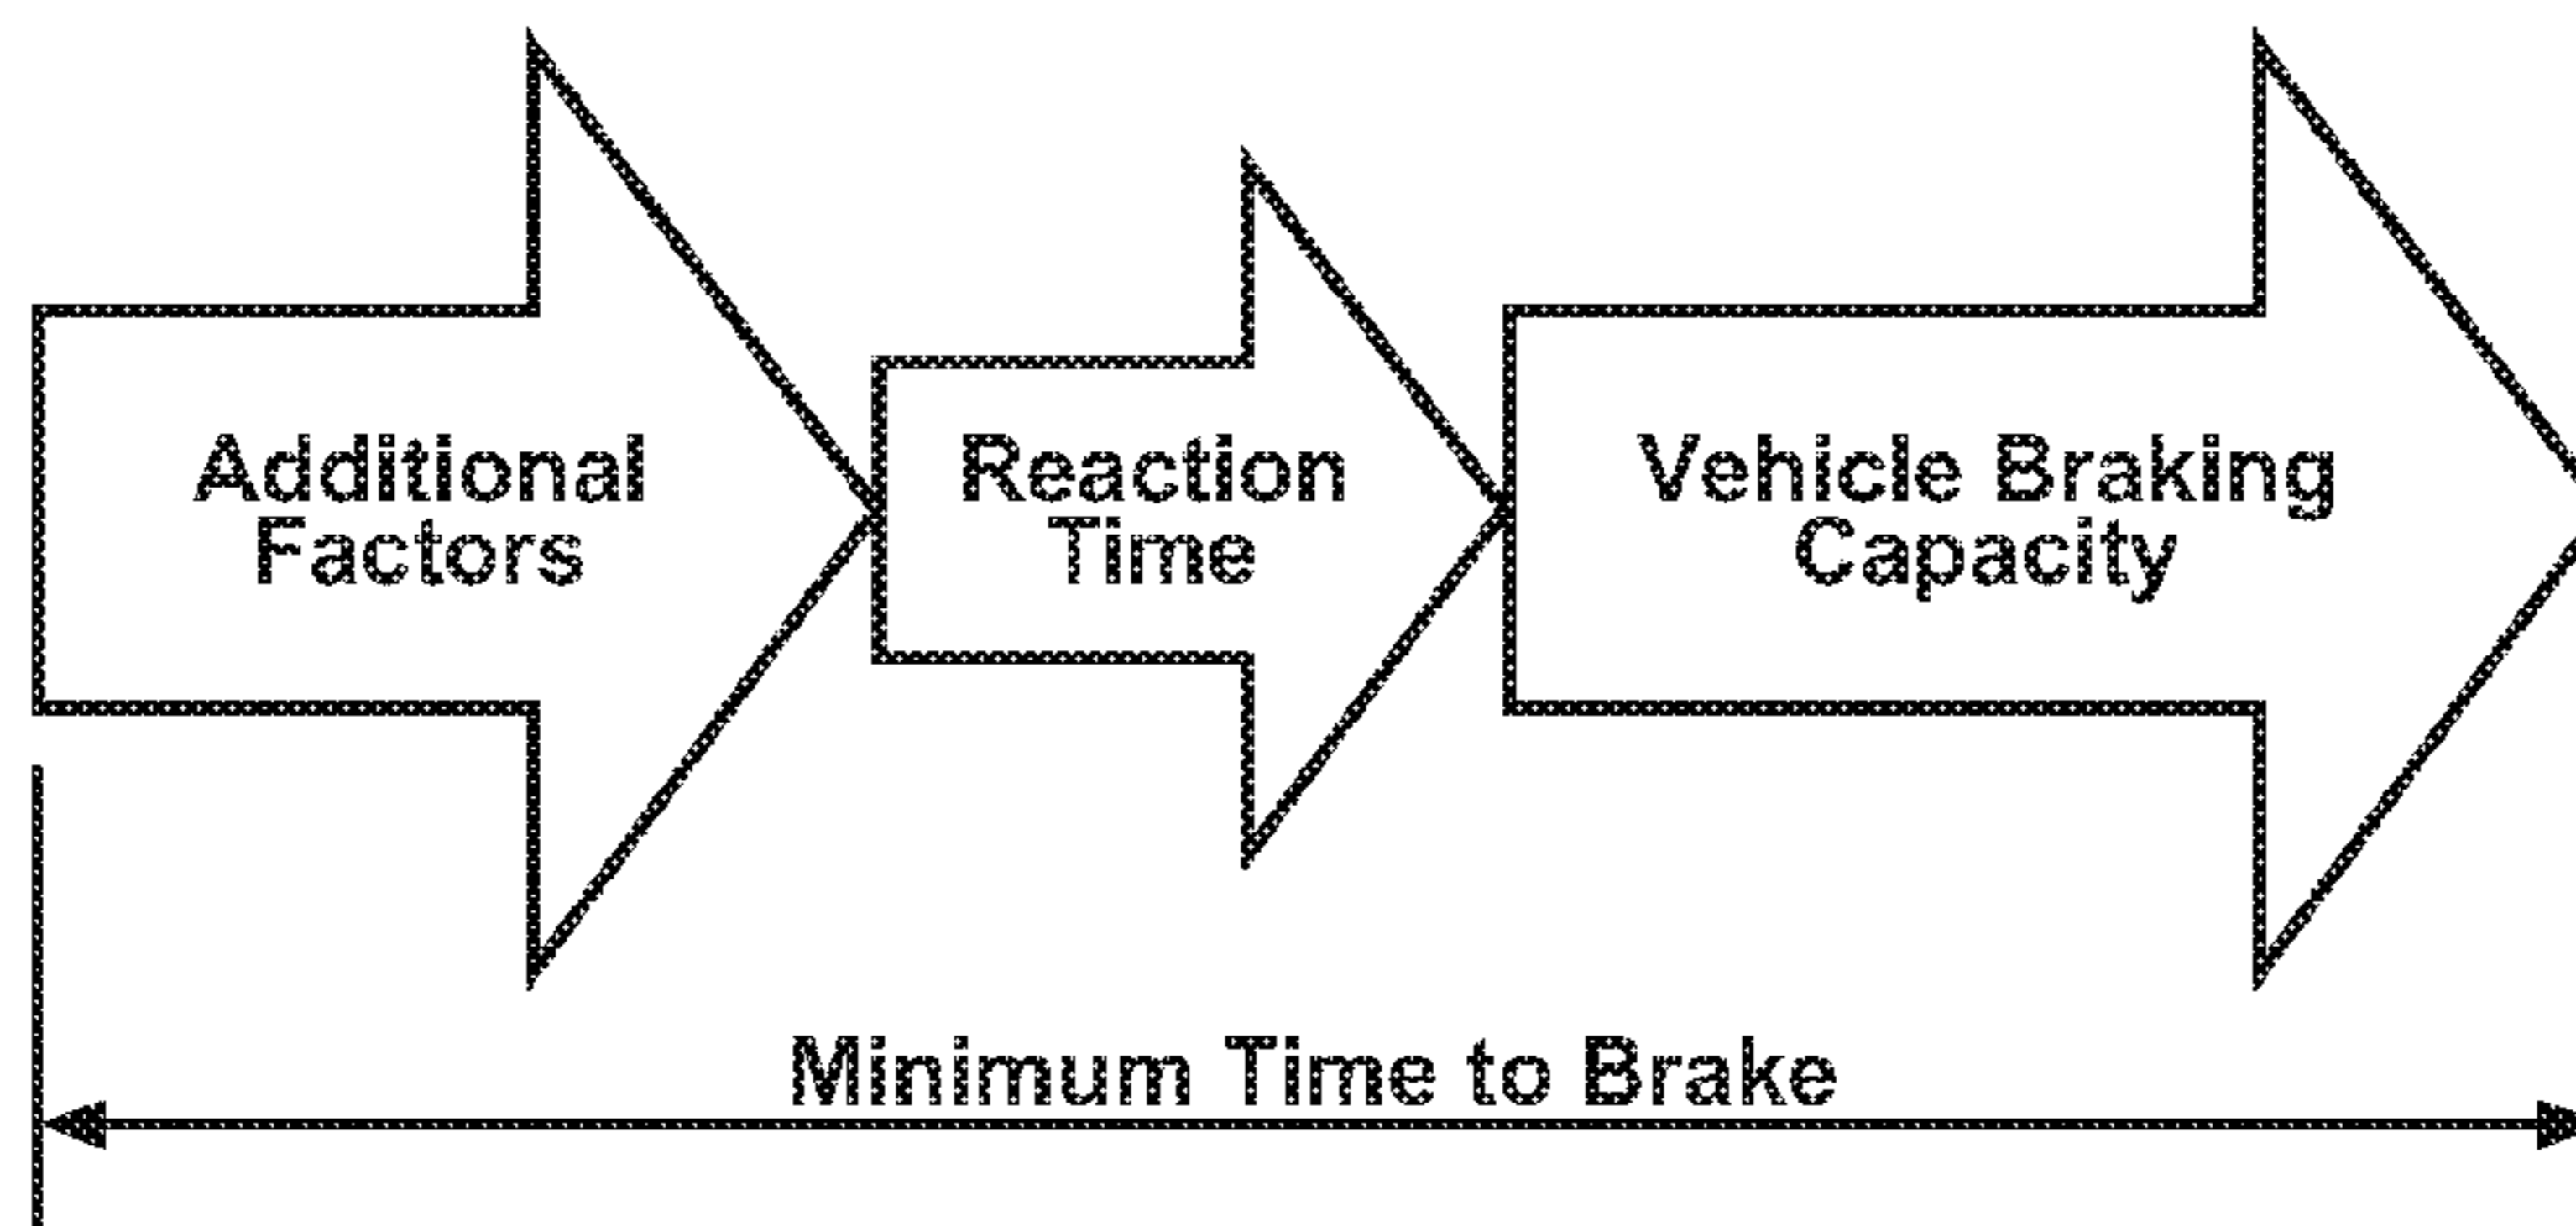 Additional
Factors
Reaction
Time
Vehicle Braking
Capacity
Minimum Time to Brake